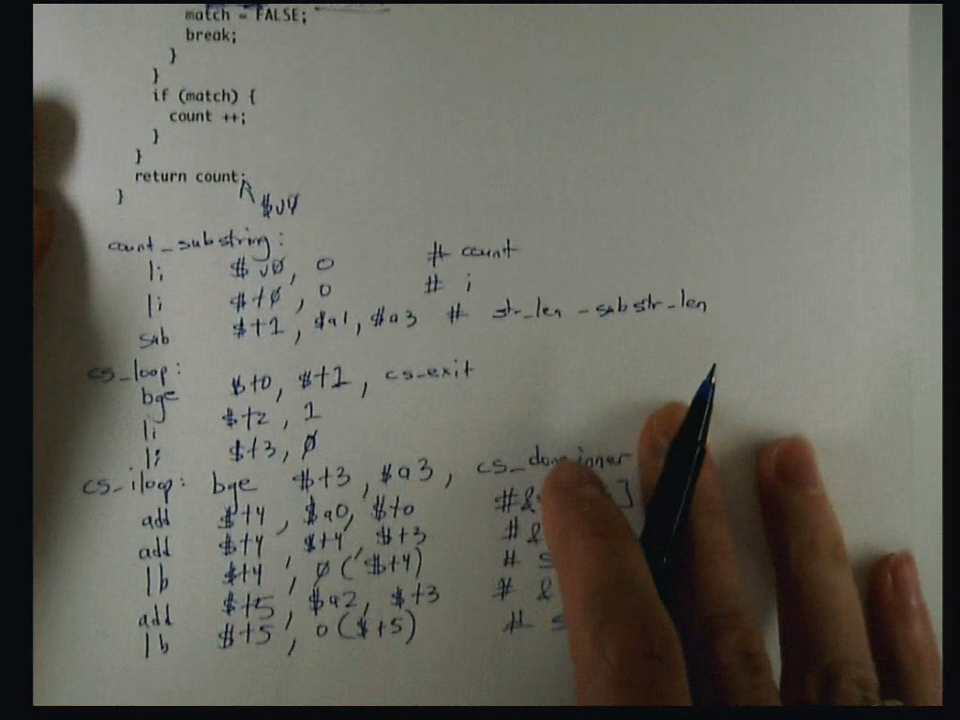 match = FALSE;
break;
}
}
if (match) {
count ++;
}
}
return count;
}
$v0
count_substring:
li $v0, 0 # count
li $t0, 0 # i
sub $t1, $a1, $a3 # str_len - substr_len
cs_loop:
bge $t0, $t1, cs_exit
li $t2, 1
li $t3, 0
cs_iloop: bge $t3, $a3, cs_doneinner
add $t4, $a0, $t0 #& ]
add $t4, $t4, $t3 # &
lb $t4, 0($t4) # s
add $t5, $a2, $t3 # &
lb $t5, 0($t5) # s